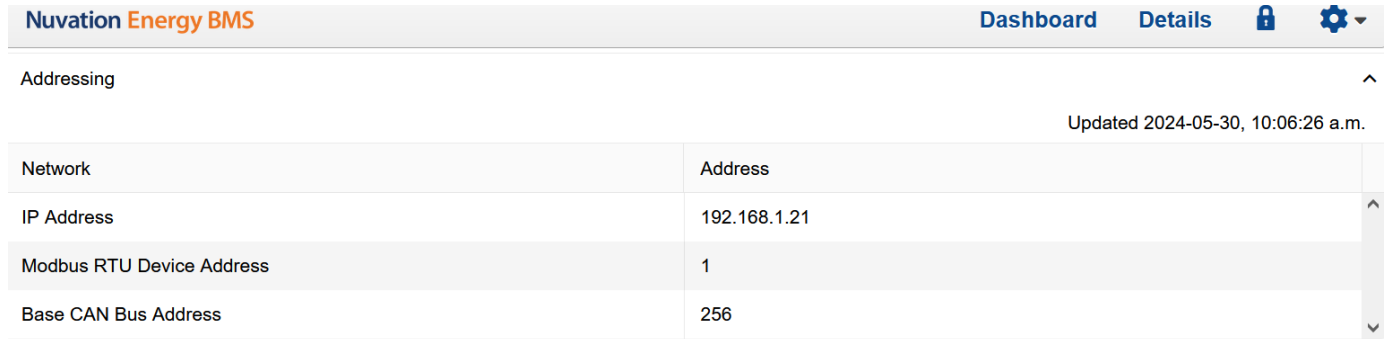 Nuvation Energy BMS Dashboard Details
Addressing
Updated 2024-05-30, 10:06:26 a.m.
Network Address
IP Address 192.168.1.21
Modbus RTU Device Address 1
Base CAN Bus Address 256